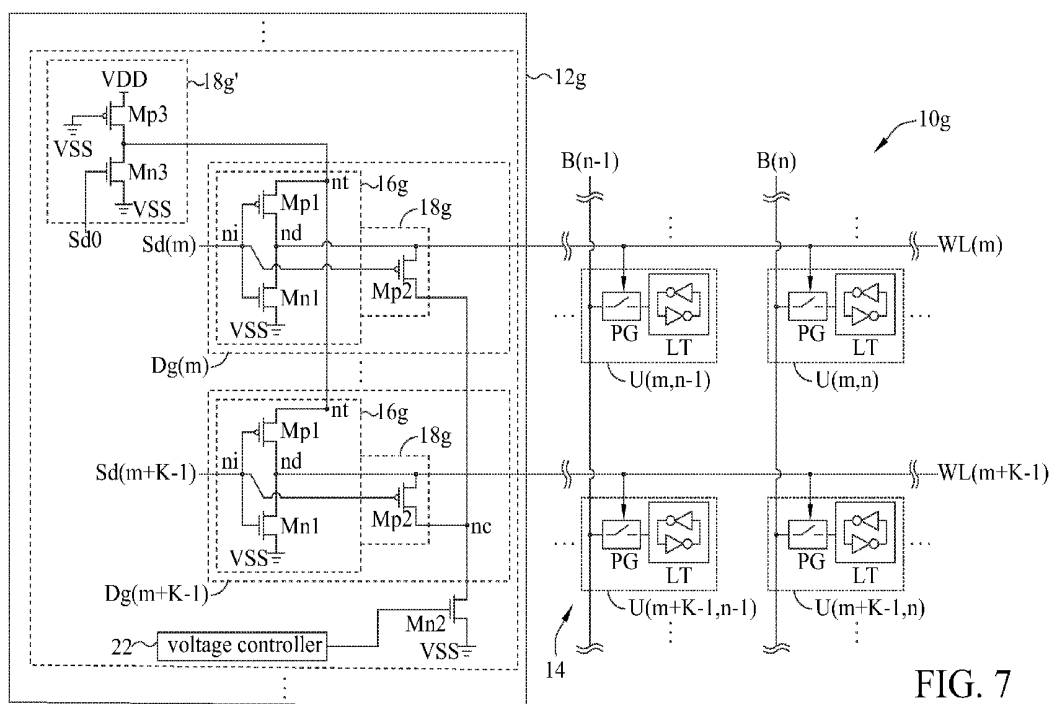 18g'
VDD
Mp3
VSS
Mn3
VSS
Sd0
12g
10g
B(n-1)
B(n)
nt
16g
Mp1
18g
Sd(m)
ni
nd
WL(m)
Mp2
Mn1
VSS
PG
LT
PG
LT
Dg(m)
U(m,n-1)
U(m,n)
nt
16g
Mp1
18g
Sd(m+K-1)
ni
nd
WL(m+K-1)
Mp2
Mn1
nc
VSS
PG
LT
PG
LT
Dg(m+K-1)
U(m+K-1,n-1)
U(m+K-1,n)
Mn2
22
voltage controller
VSS
14
FIG. 7